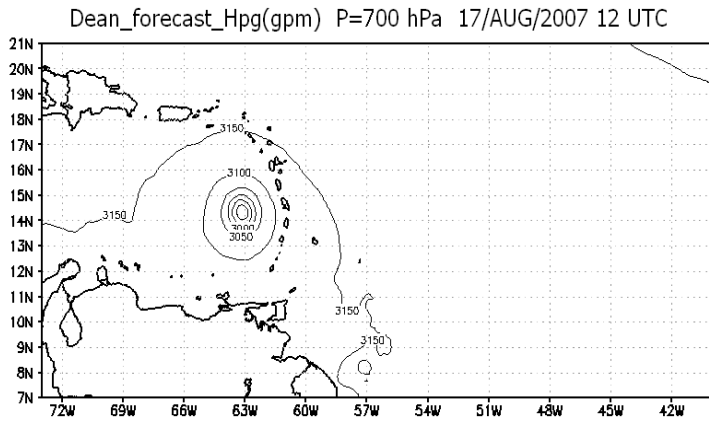 Dean_forecast_Hpg(gpm) P=700 hPa 17/AUG/2007 12 UTC
21N
20N
19N
18N
17N
16N
15N
14N
13N
12N
11N
10N
9N
8N
7N
3150
3100
3150
3000
3050
3150
3150
72W 69W 66W 63W 60W 57W 54W 51W 48W 45W 42W